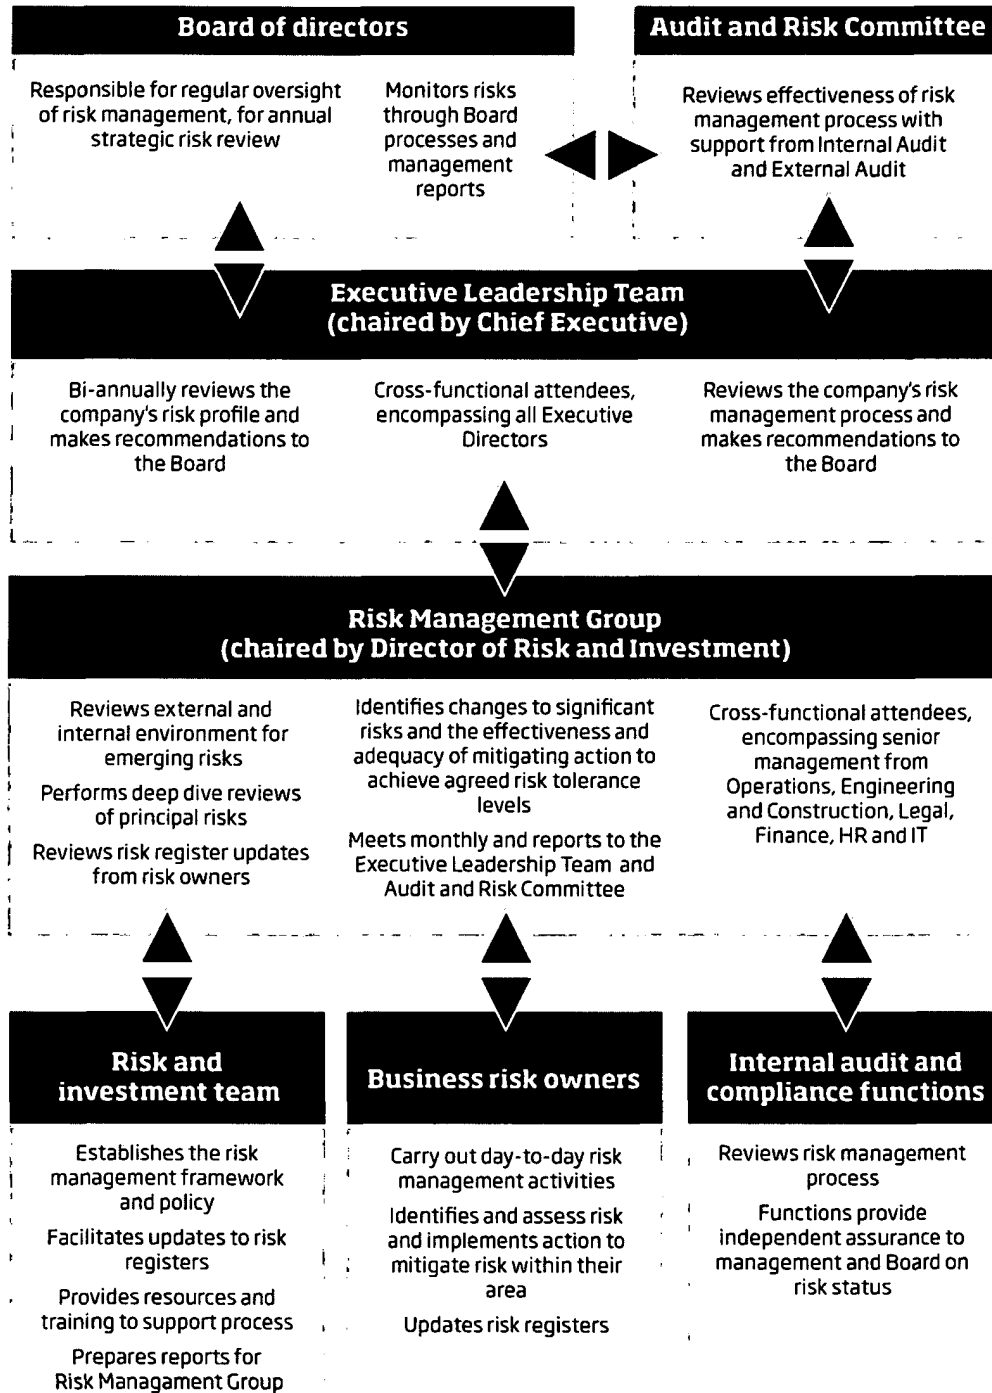 Board of directors
Responsible for regular oversight
of risk management, for annual
strategic risk review
Monitors risks
through Board
processes and
management
reports
Audit and Risk Committee
Reviews effectiveness of risk
management process with
support from Internal Audit
and External Audit
Executive Leadership Team
(chaired by Chief Executive)
Bi-annually reviews the
company's risk profile and
makes recommendations to
the Board
Cross-functional attendees,
encompassing all Executive
Directors
Reviews the company's risk
management process and
makes recommendations to
the Board
Risk Management Group
(chaired by Director of Risk and Investment)
Reviews external and
internal environment for
emerging risks
Performs deep dive reviews
of principal risks
Reviews risk register updates
from risk owners
Identifies changes to significant
risks and the effectiveness and
adequacy of mitigating action to
achieve agreed risk tolerance
levels
Meets monthly and reports to the
Executive Leadership Team and
Audit and Risk Committee
Cross-functional attendees,
encompassing senior
management from
Operations, Engineering
and Construction, Legal,
Finance, HR and IT
Risk and
investment team
Establishes the risk
management framework
and policy
Facilitates updates to risk
registers
Provides resources and
training to support process
Prepares reports for
Risk Managament Group
Business risk owners
Carry out day-to-day risk
management activities
Identifies and assess risk
and implements action to
mitigate risk within their
area
Updates risk registers
Internal audit and
compliance functions
Reviews risk management
process
Functions provide
independent assurance to
management and Board on
risk status